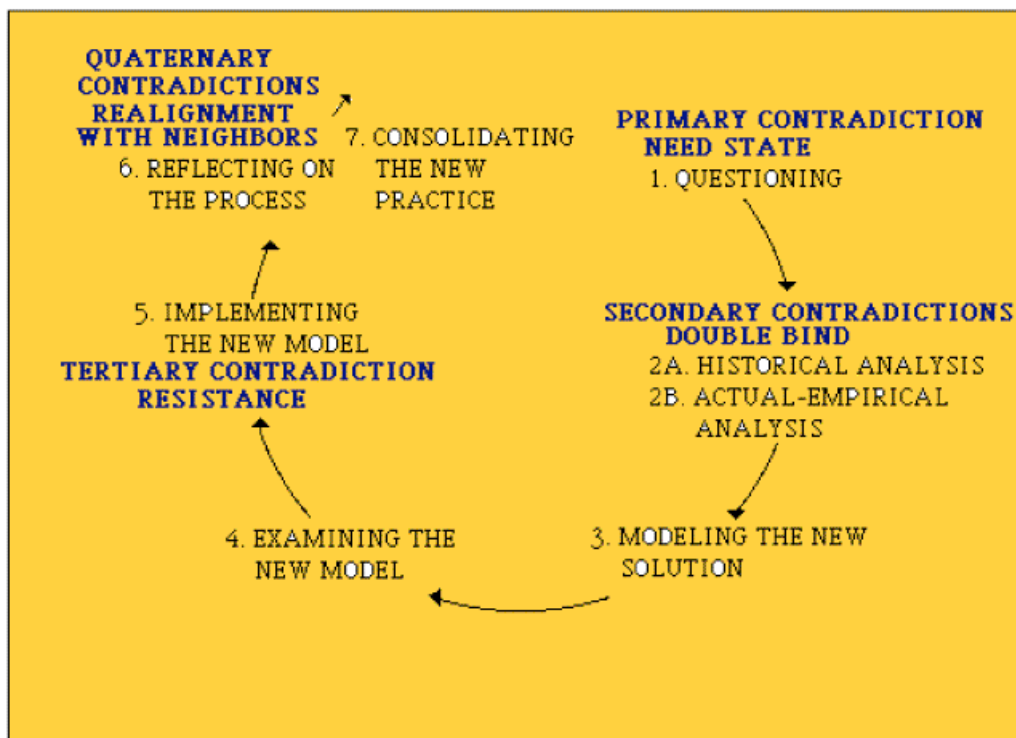 QUATERNARY
CONTRADICTIONS
REALIGNMENT
WITH NEIGHBORS
6. REFLECTING ON
THE PROCESS
7. CONSOLIDATING
THE NEW
PRACTICE
PRIMARY CONTRADICTION
NEED STATE
1. QUESTIONING
SECONDARY CONTRADICTIONS
DOUBLE BIND
2A. HISTORICAL ANALYSIS
2B. ACTUAL-EMPIRICAL
ANALYSIS
3. MODELING THE NEW
SOLUTION
4. EXAMINING THE
NEW MODEL
5. IMPLEMENTING
THE NEW MODEL
TERTIARY CONTRADICTION
RESISTANCE